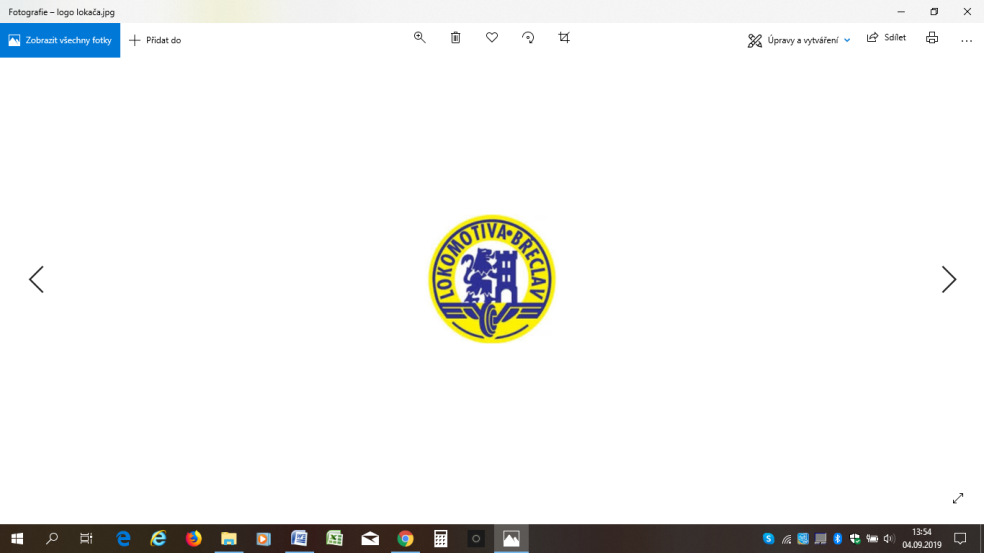 Fotografie – logo lokača.jpg
Zobrazit všechny fotky
Přidat do
Úpravy a vytváření
Sdílet
LOKOMOTIVA • BŘECLAV
13:54
04.09.2019